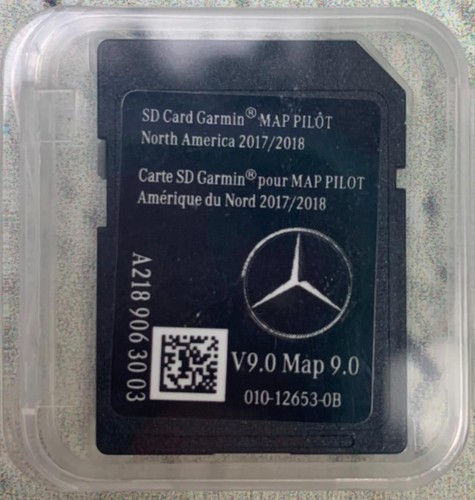 SD Card Garmin® MAP PILOT
North America 2017/2018
Carte SD Garmin® pour MAP PILOT
Amérique du Nord 2017/2018
A218 906 30 03
V9.0 Map 9.0
010-12653-0B